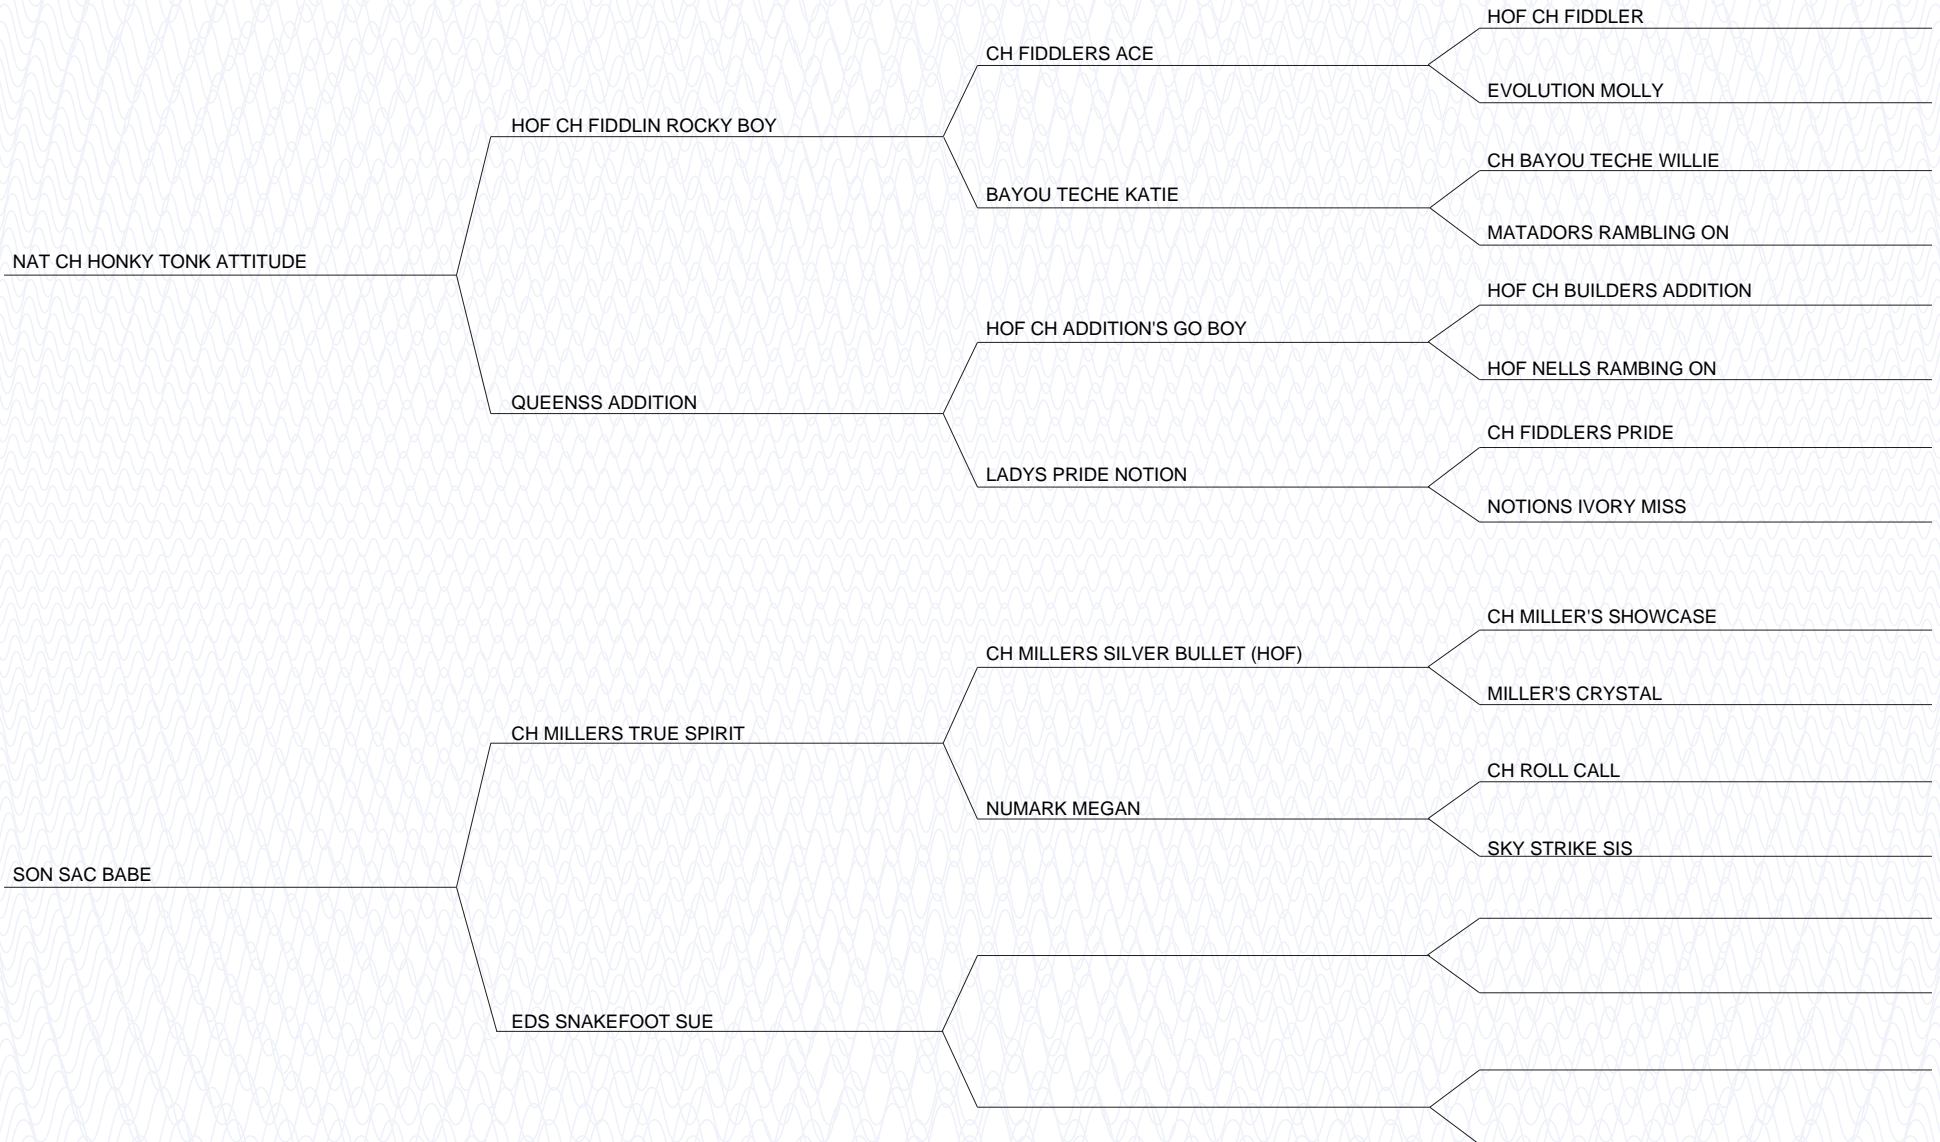 HOF CH FIDDLER
CH FIDDLERS ACE
EVOLUTION MOLLY
HOF CH FIDDLIN ROCKY BOY
CH BAYOU TECHE WILLIE
BAYOU TECHE KATIE
MATADORS RAMBLING ON
NAT CH HONKY TONK ATTITUDE
HOF CH BUILDERS ADDITION
HOF CH ADDITION'S GO BOY
HOF NELLS RAMBING ON
QUEENSS ADDITION
CH FIDDLERS PRIDE
LADYS PRIDE NOTION
NOTIONS IVORY MISS
CH MILLER'S SHOWCASE
CH MILLERS SILVER BULLET (HOF)
MILLER'S CRYSTAL
CH MILLERS TRUE SPIRIT
CH ROLL CALL
NUMARK MEGAN
SKY STRIKE SIS
SON SAC BABE
EDS SNAKEFOOT SUE